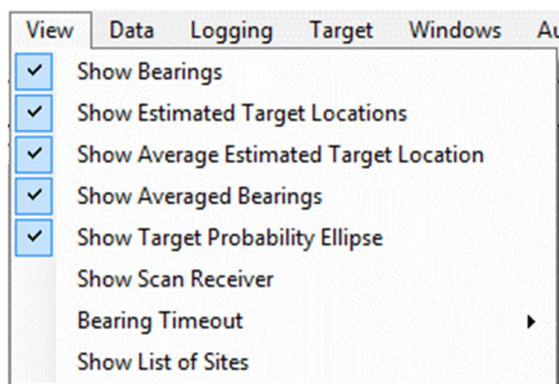 View Data Logging Target Windows
Show Bearings
Show Estimated Target Locations
Show Average Estimated Target Location
Show Averaged Bearings
Show Target Probability Ellipse
Show Scan Receiver
Bearing Timeout
Show List of Sites